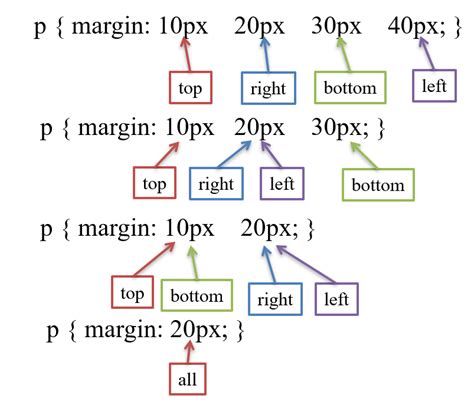 p { margin: 10px 20px 30px 40px; }
top right bottom left
p { margin: 10px 20px 30px; }
top right left bottom
p { margin: 10px 20px; }
top bottom right left
p { margin: 20px; }
all